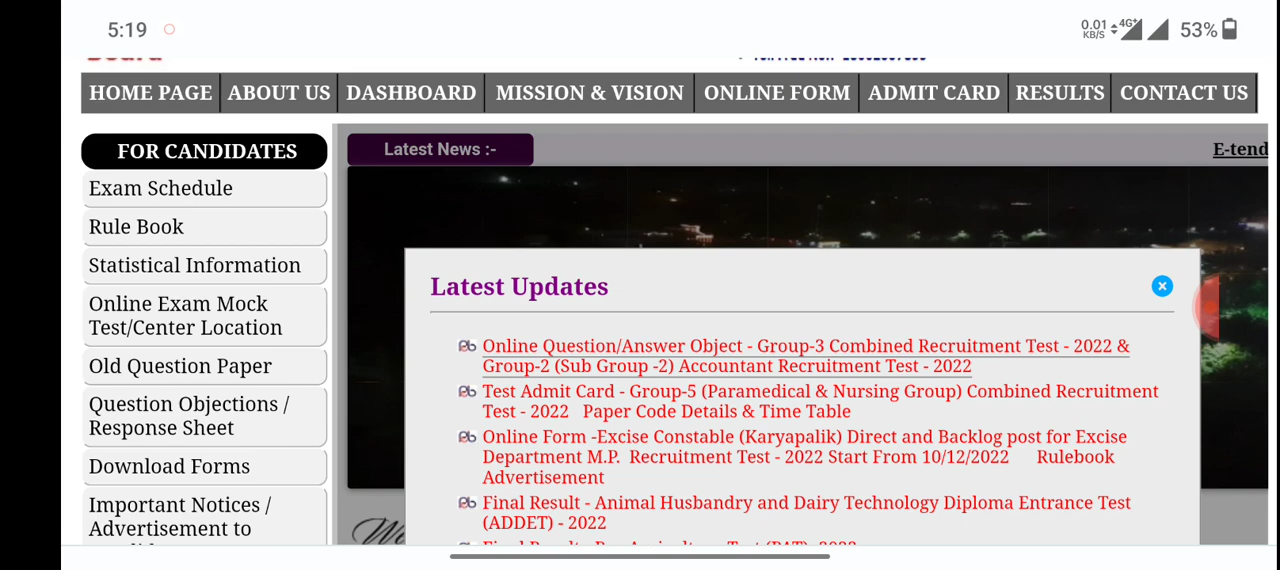 5:19
0.01 KB/S 4G+ 53%
HOME PAGE ABOUT US DASHBOARD MISSION & VISION ONLINE FORM ADMIT CARD RESULTS CONTACT US
FOR CANDIDATES
Exam Schedule
Rule Book
Statistical Information
Online Exam Mock
Test/Center Location
Old Question Paper
Question Objections /
Response Sheet
Download Forms
Important Notices /
Advertisement to
Latest News :-
E-tend
Latest Updates
Online Question/Answer Object - Group-3 Combined Recruitment Test - 2022 &
Group-2 (Sub Group -2) Accountant Recruitment Test - 2022
Test Admit Card - Group-5 (Paramedical & Nursing Group) Combined Recruitment
Test - 2022 Paper Code Details & Time Table
Online Form -Excise Constable (Karyapalik) Direct and Backlog post for Excise
Department M.P. Recruitment Test - 2022 Start From 10/12/2022 Rulebook
Advertisement
Final Result - Animal Husbandry and Dairy Technology Diploma Entrance Test
(ADDET) - 2022